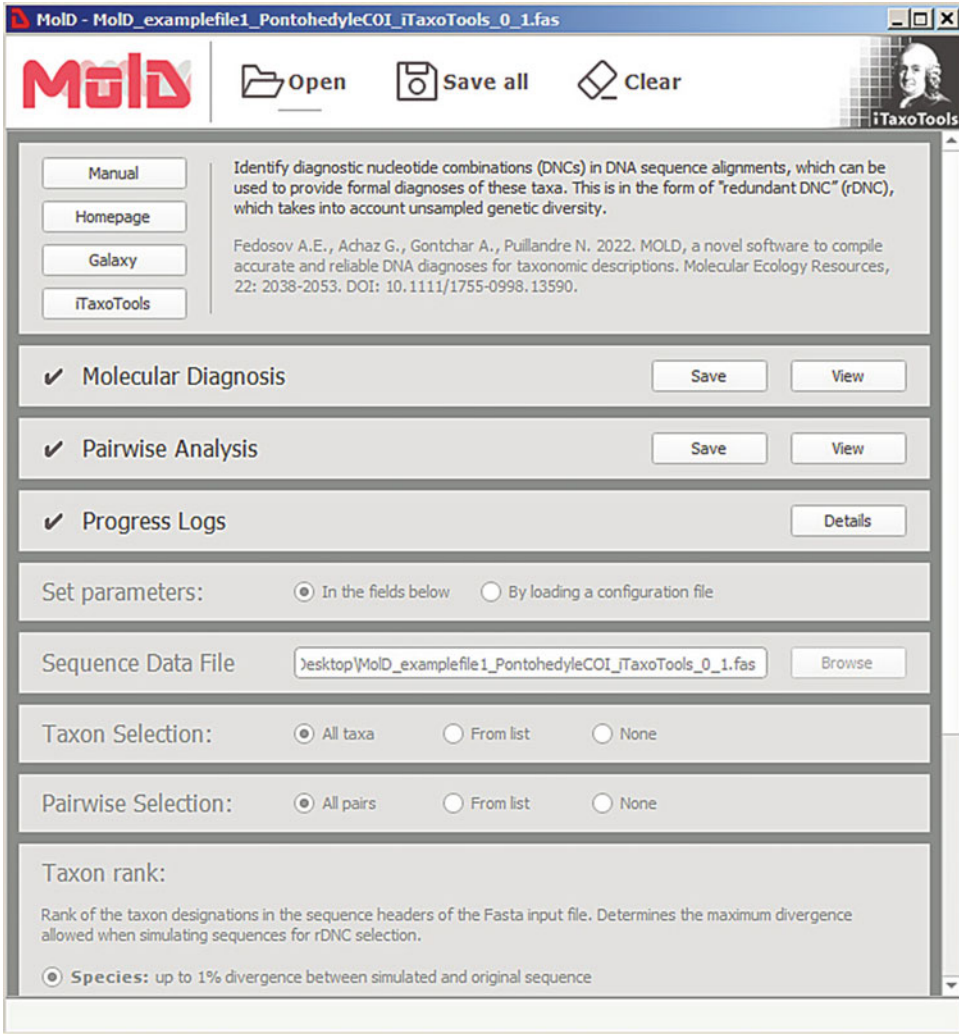 MolD - MolD_examplefile1_PontohedyleCOI_iTaxoTools_0_1.fas
MolD
Open
Save all
Clear
iTaxoTools
Manual
Homepage
Galaxy
iTaxoTools
Identify diagnostic nucleotide combinations (DNCs) in DNA sequence alignments, which can be
used to provide formal diagnoses of these taxa. This is in the form of "redundant DNC" (rDNC),
which takes into account unsampled genetic diversity.
Fedosov A.E., Achaz G., Gontchar A., Puillandre N. 2022. MOLD, a novel software to compile
accurate and reliable DNA diagnoses for taxonomic descriptions. Molecular Ecology Resources,
22: 2038-2053. DOI: 10.1111/1755-0998.13590.
Molecular Diagnosis
Save
View
Pairwise Analysis
Save
View
Progress Logs
Details
Set parameters:
In the fields below
By loading a configuration file
Sequence Data File
Desktop\MolD_examplefile1_PontohedyleCOI_iTaxoTools_0_1.fas
Browse
Taxon Selection:
All taxa
From list
None
Pairwise Selection:
All pairs
From list
None
Taxon rank:
Rank of the taxon designations in the sequence headers of the Fasta input file. Determines the maximum divergence
allowed when simulating sequences for rDNC selection.
Species: up to 1% divergence between simulated and original sequence